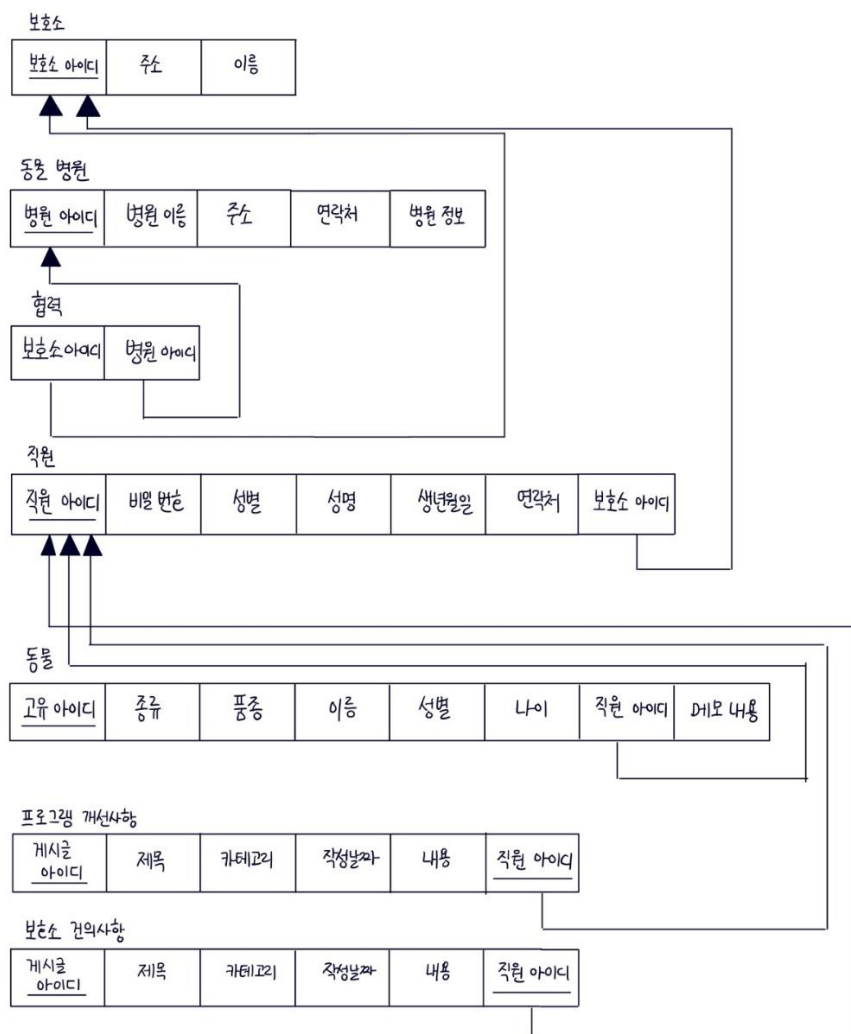 보호소
보호소 아이디 주소 이름
동물 병원
병원 아이디 병원 이름 주소 연락처 병원 정보
협력
보호소 아이디 병원 아이디
직원
직원 아이디 비밀 번호 성별 성명 생년월일 연락처 보호소 아이디
동물
고유 아이디 종류 품종 이름 성별 나이 직원 아이디 메모 내용
프로그램 개선사항
게시글
아이디 제목 카테고리 작성날짜 내용 직원 아이디
보호소 건의사항
게시글
아이디 제목 카테고리 작성날짜 내용 직원 아이디